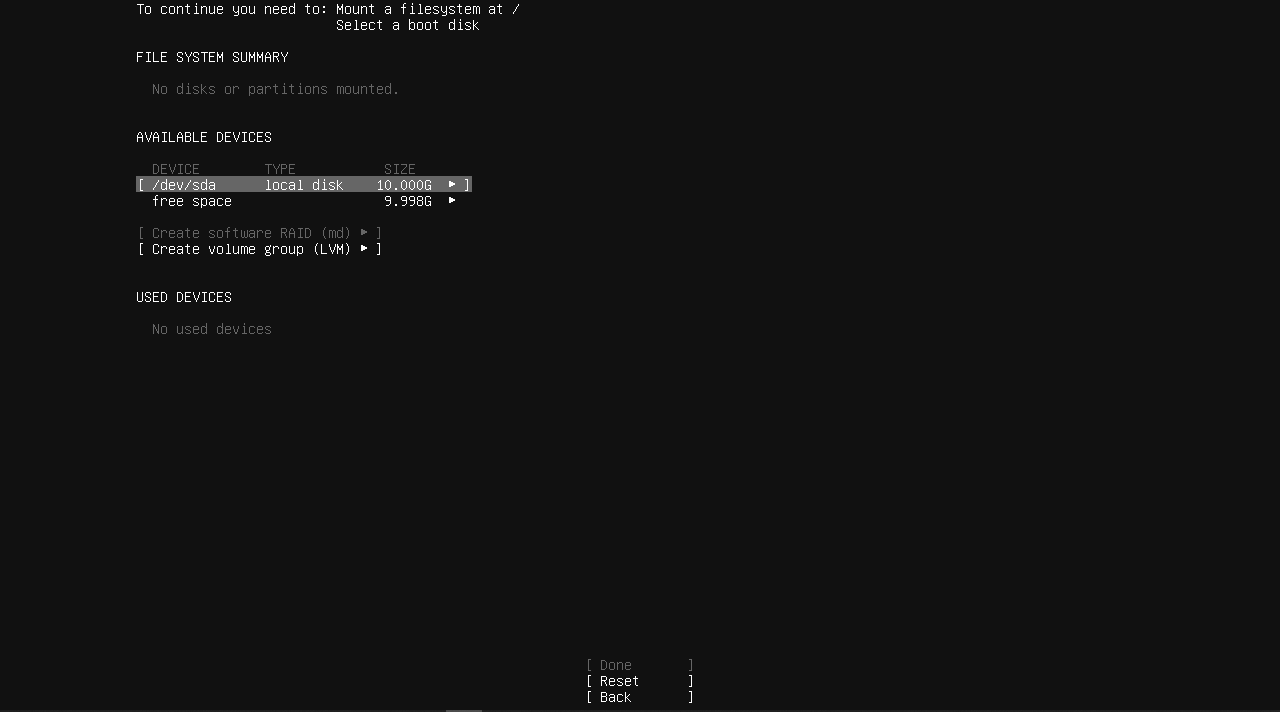 To continue you need to: Mount a filesystem at /
Select a boot disk
FILE SYSTEM SUMMARY
No disks or partitions mounted.
AVAILABLE DEVICES
DEVICE TYPE SIZE
[ /dev/sda local disk 10.000G ► ]
free space 9.998G ►
[ Create software RAID (md) ► ]
[ Create volume group (LVM) ► ]
USED DEVICES
No used devices
[ Done ]
[ Reset ]
[ Back ]